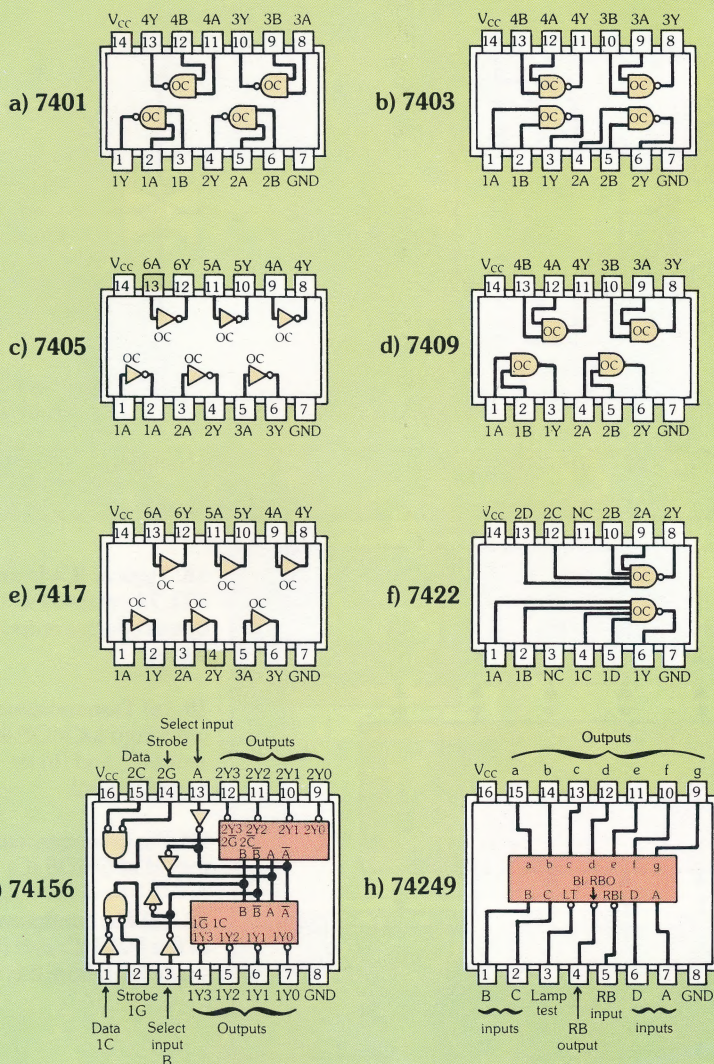 a) 7401
V_CC 4Y 4B 4A 3Y 3B 3A
14 13 12 11 10 9 8
OC OC
OC OC
1 2 3 4 5 6 7
1Y 1A 1B 2Y 2A 2B GND
b) 7403
V_CC 4B 4A 4Y 3B 3A 3Y
14 13 12 11 10 9 8
OC OC
OC OC
1 2 3 4 5 6 7
1A 1B 1Y 2A 2B 2Y GND
c) 7405
V_CC 6A 6Y 5A 5Y 4A 4Y
14 13 12 11 10 9 8
OC OC OC
OC OC OC
1 2 3 4 5 6 7
1A 1A 2A 2Y 3A 3Y GND
d) 7409
V_CC 4B 4A 4Y 3B 3A 3Y
14 13 12 11 10 9 8
OC OC
OC OC
1 2 3 4 5 6 7
1A 1B 1Y 2A 2B 2Y GND
e) 7417
V_CC 6A 6Y 5A 5Y 4A 4Y
14 13 12 11 10 9 8
OC OC OC
OC OC OC
1 2 3 4 5 6 7
1A 1Y 2A 2Y 3A 3Y GND
f) 7422
V_CC 2D 2C NC 2B 2A 2Y
14 13 12 11 10 9 8
OC
OC
1 2 3 4 5 6 7
1A 1B NC 1C 1D 1Y GND
) 74156
Select input
Strobe Outputs
Data
V_CC 2C 2G A 2Y3 2Y2 2Y1 2Y0
16 15 14 13 12 11 10 9
2Y3 2Y2 2Y1 2Y0
2G̅ 2C̅
B B̅ A A̅
B B̅ A A̅
1G̅ 1C
1Y3 1Y2 1Y1 1Y0
1 2 3 4 5 6 7 8
Strobe 1Y3 1Y2 1Y1 1Y0 GND
1G
Data Select Outputs
1C input
B
h) 74249
Outputs
V_CC a b c d e f g
16 15 14 13 12 11 10 9
a b c d e f g
BI RBO
B C LT RBI D A
1 2 3 4 5 6 7 8
B C Lamp RB D A GND
test input
inputs inputs
RB
output